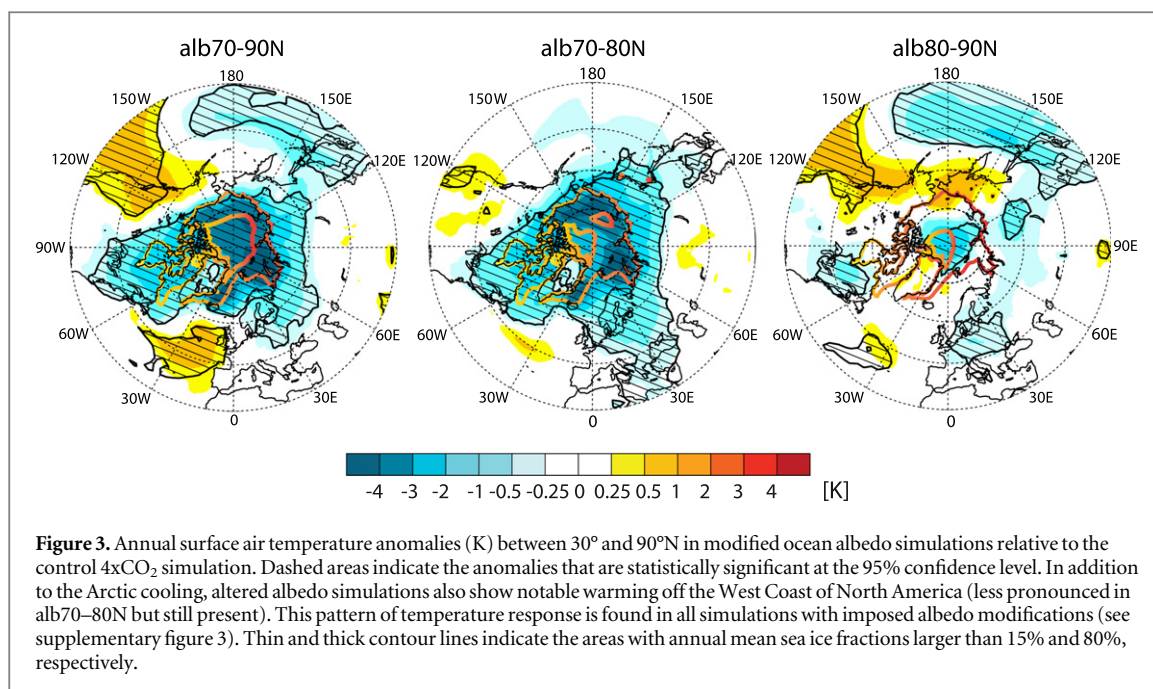 alb70-90N
alb70-80N
alb80-90N
180
150W
150E
120W
120E
90W
60W
60E
30W
30E
0
180
150W
150E
120W
120E
90W
60W
60E
30W
30E
0
180
150W
150E
120W
120E
90W
90E
60W
60E
30W
30E
0
-4 -3 -2 -1 -0.5 -0.25 0 0.25 0.5 1 2 3 4 [K]
Figure 3. Annual surface air temperature anomalies (K) between 30° and 90°N in modified ocean albedo simulations relative to the
control 4xCO₂ simulation. Dashed areas indicate the anomalies that are statistically significant at the 95% confidence level. In addition
to the Arctic cooling, altered albedo simulations also show notable warming off the West Coast of North America (less pronounced in
alb70–80N but still present). This pattern of temperature response is found in all simulations with imposed albedo modifications (see
supplementary figure 3). Thin and thick contour lines indicate the areas with annual mean sea ice fractions larger than 15% and 80%,
respectively.